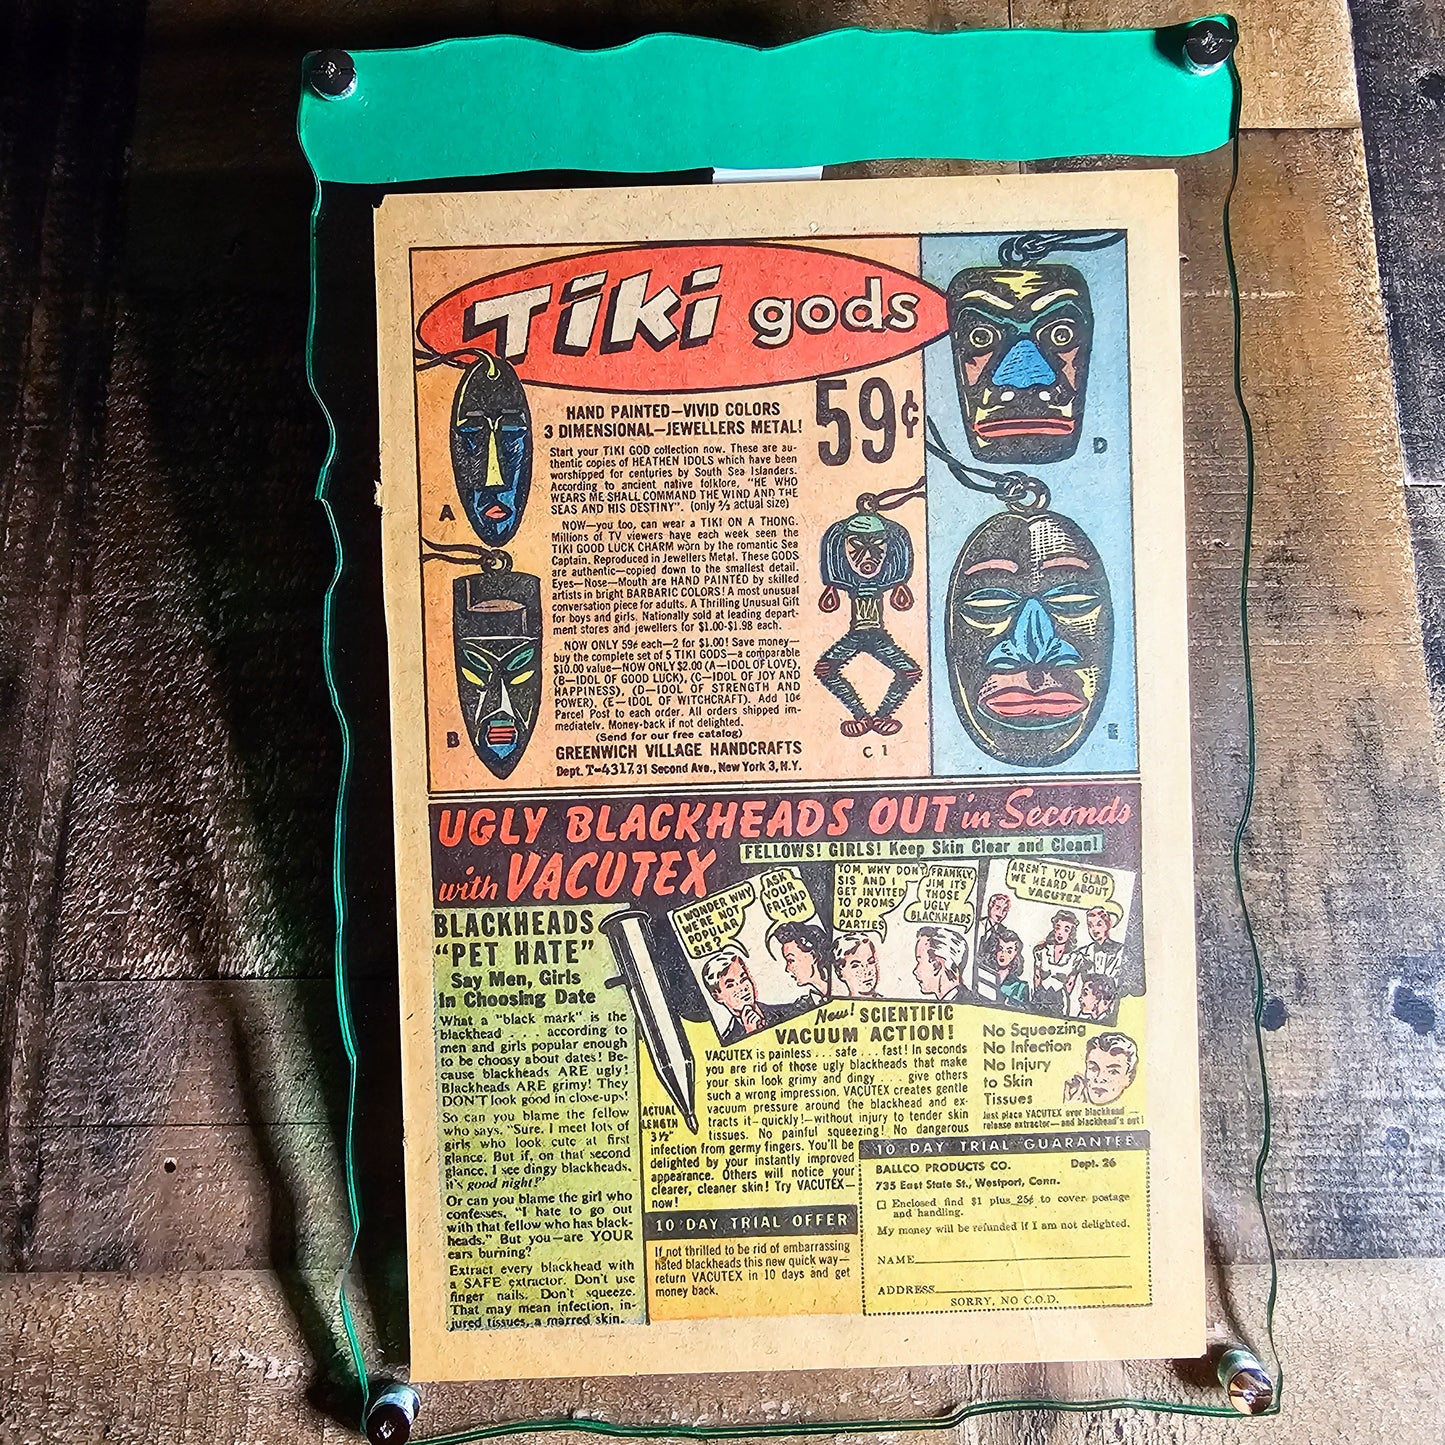 Tiki gods
59¢
HAND PAINTED—VIVID COLORS
3 DIMENSIONAL—JEWELLERS METAL!
Start your TIKI GOD collection now. These are au-
thentic copies of HEATHEN IDOLS which have been
worshipped for centuries by South Sea Islanders.
According to ancient native folklore, "HE WHO
WEARS ME SHALL COMMAND THE WIND AND THE
SEAS AND HIS DESTINY". (only ⅔ actual size)
NOW—you too, can wear a TIKI ON A THONG.
Millions of TV viewers have each week seen the
TIKI GOOD LUCK CHARM worn by the romantic Sea
Captain. Reproduced in Jewellers Metal. These GODS
are authentic—copied down to the smallest detail.
Eyes—Nose—Mouth are HAND PAINTED by skilled
artists in bright BARBARIC COLORS! A most unusual
conversation piece for adults. A Thrilling Unusual Gift
for boys and girls. Nationally sold at leading depart-
ment stores and jewellers for $1.00-$1.98 each.
NOW ONLY 59¢ each—2 for $1.00! Save money—
buy the complete set of 5 TIKI GODS—a comparable
$10.00 value—NOW ONLY $2.00 (A—IDOL OF LOVE),
(B—IDOL OF GOOD LUCK), (C—IDOL OF JOY AND
HAPPINESS), (D—IDOL OF STRENGTH AND
POWER), (E—IDOL OF WITCHCRAFT). Add 10¢
Parcel Post to each order. All orders shipped im-
mediately. Money-back if not delighted.
(Send for our free catalog)
GREENWICH VILLAGE HANDCRAFTS
Dept. T-4317, 31 Second Ave., New York 3, N.Y.
A
B
C 1
D
E
UGLY BLACKHEADS OUT in Seconds
with VACUTEX
FELLOWS! GIRLS! Keep Skin Clear and Clean!
BLACKHEADS
"PET HATE"
Say Men, Girls
In Choosing Date
What a "black mark" is the
blackhead . . . according to
men and girls popular enough
to be choosy about dates! Be-
cause blackheads ARE ugly!
Blackheads ARE grimy! They
DON'T look good in close-ups!
So can you blame the fellow
who says, "Sure, I meet lots of
girls who look cute at first
glance. But if, on that second
glance, I see dingy blackheads,
it's good night!"
Or can you blame the girl who
confesses, "I hate to go out
with that fellow who has black-
heads." But you—are YOUR
ears burning?
Extract every blackhead with
a SAFE extractor. Don't use
finger nails. Don't squeeze.
That may mean infection, in-
jured tissues, a marred skin.
I WONDER WHY
WE'RE NOT
POPULAR
SIS?
ASK
YOUR
FRIEND
TOM
TOM, WHY DON'T
SIS AND I
GET INVITED
TO PROMS
AND
PARTIES
FRANKLY,
JIM IT'S
THOSE
UGLY
BLACKHEADS
AREN'T YOU GLAD
WE HEARD ABOUT
VACUTEX
ACTUAL
LENGTH
3½"
New! SCIENTIFIC
VACUUM ACTION!
VACUTEX is painless . . . safe . . . fast! In seconds
you are rid of those ugly blackheads that make
your skin look grimy and dingy . . . give others
such a wrong impression. VACUTEX creates gentle
vacuum pressure around the blackhead and ex-
tracts it—quickly!—without injury to tender skin
tissues. No painful squeezing! No dangerous
infection from germy fingers. You'll be
delighted by your instantly improved
appearance. Others will notice your
clearer, cleaner skin! Try VACUTEX—
now!
10 DAY TRIAL OFFER
If not thrilled to be rid of embarrassing
hated blackheads this new quick way—
return VACUTEX in 10 days and get
money back.
No Squeezing
No Infection
No Injury
to Skin
Tissues
Just place VACUTEX over blackhead—
release extractor—and blackhead's out!
10 DAY TRIAL GUARANTEE
BALLCO PRODUCTS CO. Dept. 26
735 East State St., Westport, Conn.
Enclosed find $1 plus 25¢ to cover postage
and handling.
My money will be refunded if I am not delighted.
NAME
ADDRESS
SORRY, NO C.O.D.